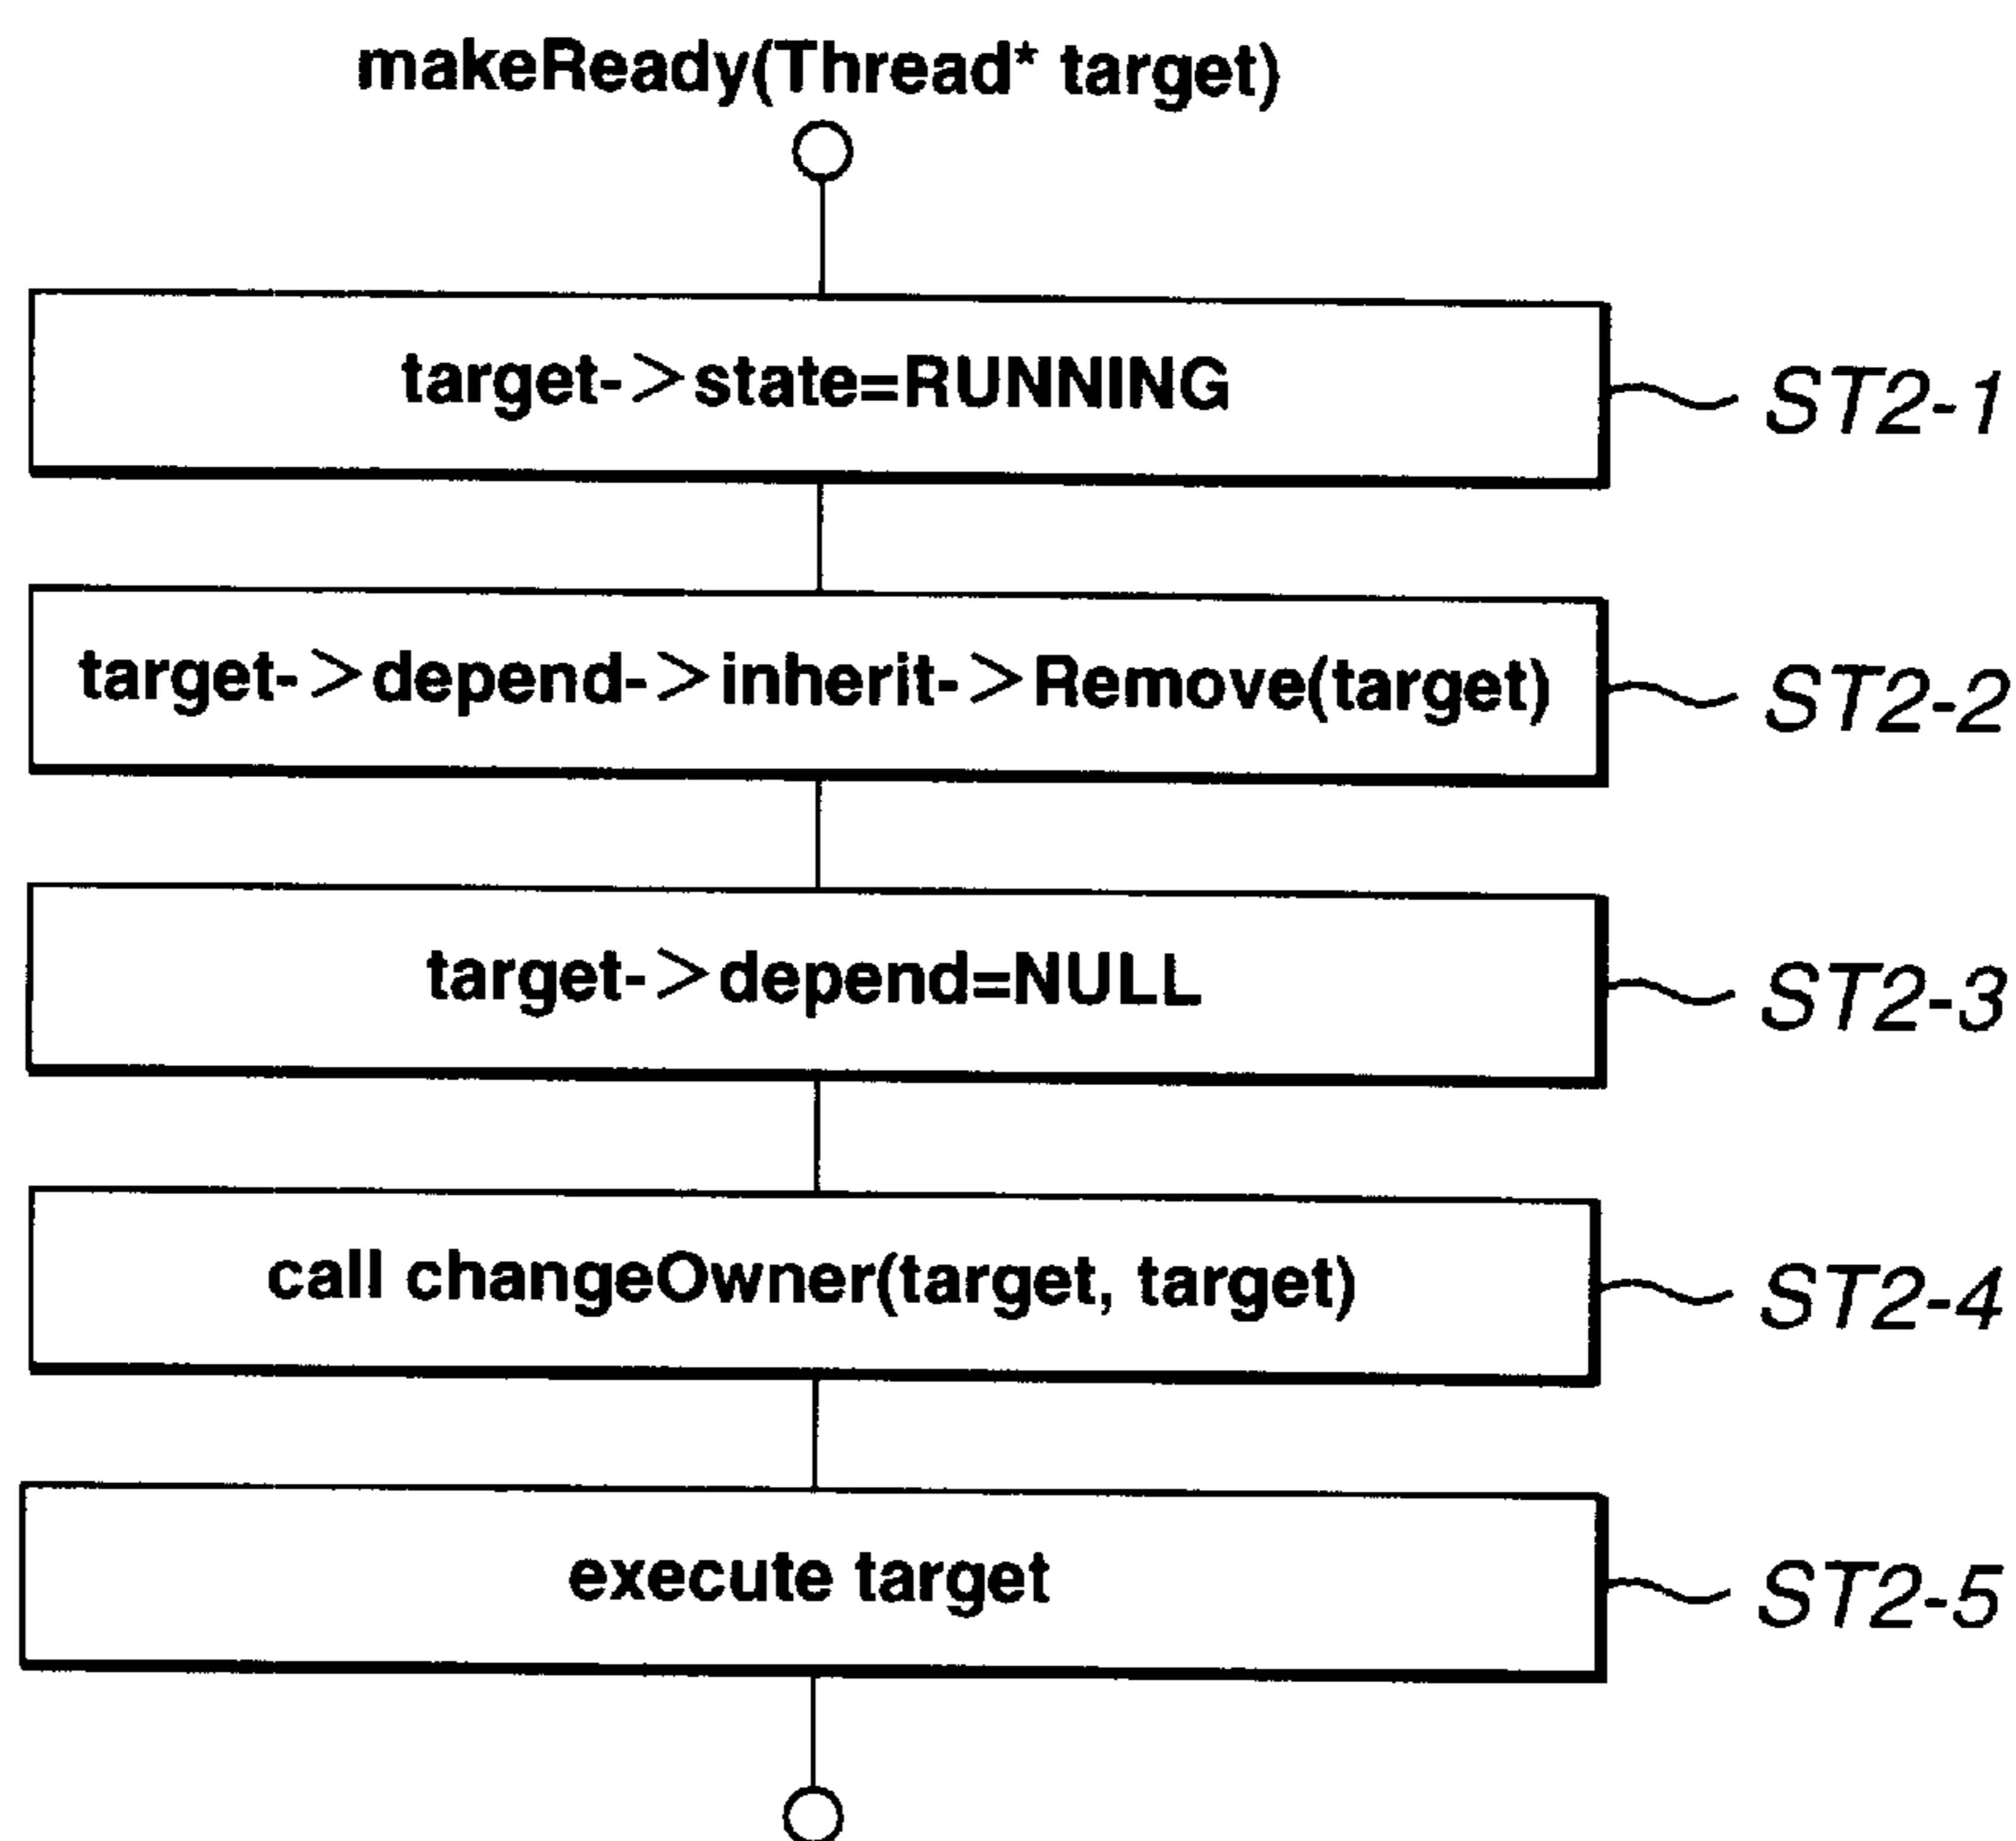 makeReady(Thread* target)
target->state=RUNNING
ST2-1
target->depend->inherit->Remove(target)
ST2-2
target->depend=NULL
ST2-3
call changeOwner(target, target)
ST2-4
execute target
ST2-5